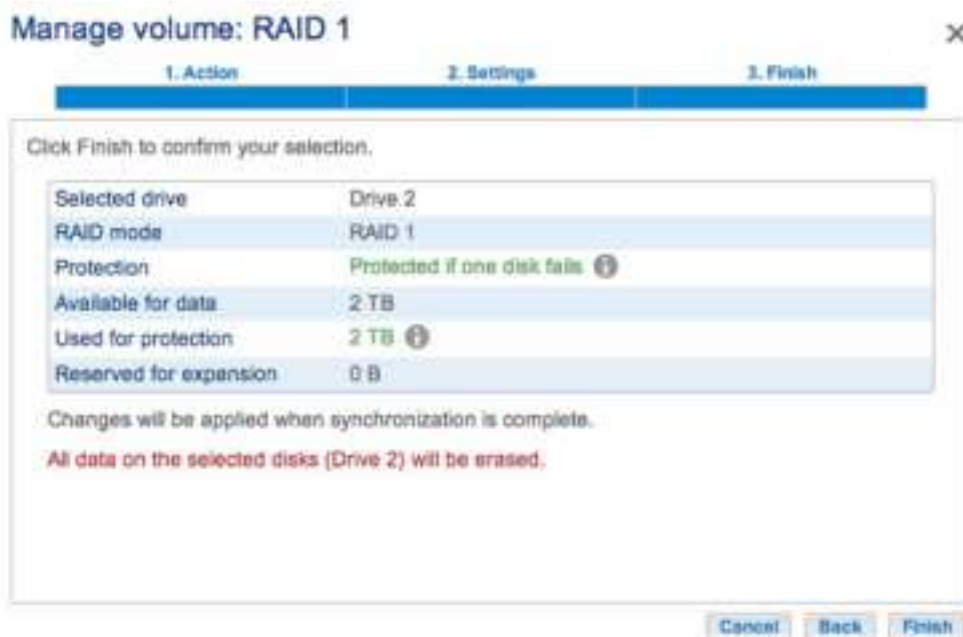 Manage volume: RAID 1
1. Action 2. Settings 3. Finish
Click Finish to confirm your selection.
Selected drive Drive 2
RAID mode RAID 1
Protection Protected if one disk fails
Available for data 2 TB
Used for protection 2 TB
Reserved for expansion 0 B
Changes will be applied when synchronization is complete.
All data on the selected disks (Drive 2) will be erased.
Cancel Back Finish